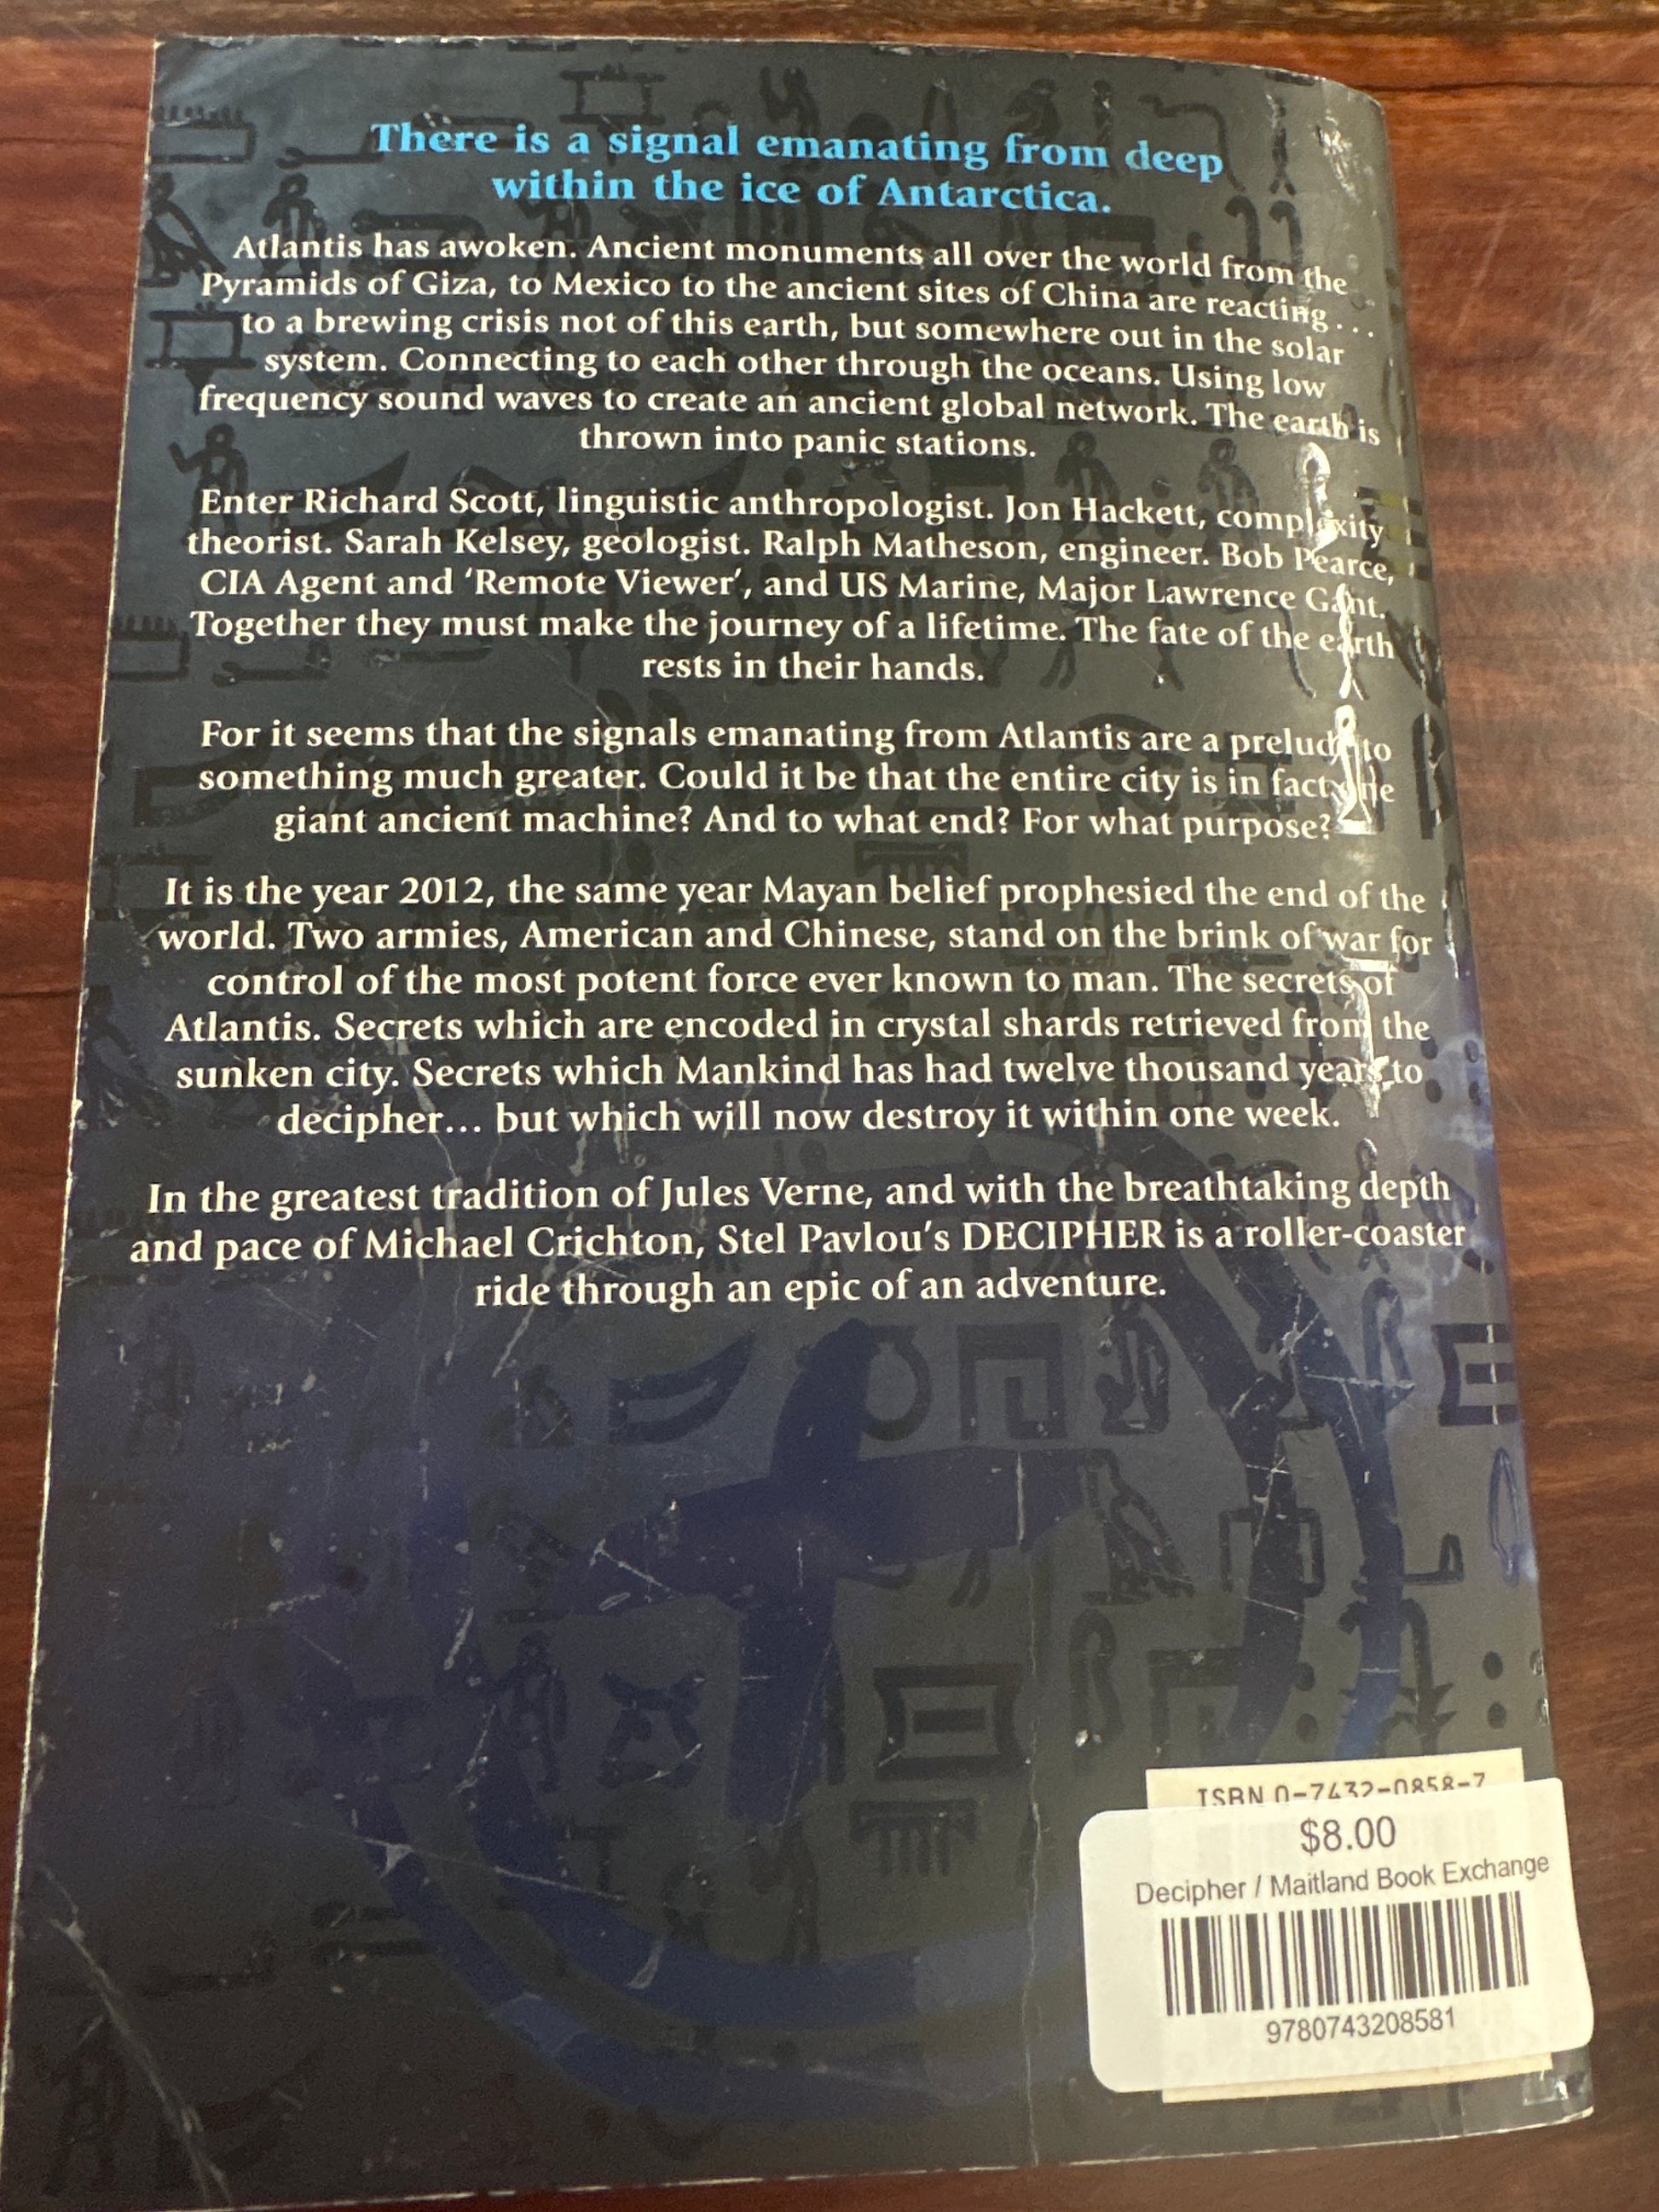 There is a signal emanating from deep
within the ice of Antarctica.
Atlantis has awoken. Ancient monuments all over the world from the
Pyramids of Giza, to Mexico to the ancient sites of China are reacting...
to a brewing crisis not of this earth, but somewhere out in the solar
system. Connecting to each other through the oceans. Using low
frequency sound waves to create an ancient global network. The earth is
thrown into panic stations.
Enter Richard Scott, linguistic anthropologist. Jon Hackett, complexity
theorist. Sarah Kelsey, geologist. Ralph Matheson, engineer. Bob Pearce,
CIA Agent and ‘Remote Viewer’, and US Marine, Major Lawrence Gant.
Together they must make the journey of a lifetime. The fate of the earth
rests in their hands.
For it seems that the signals emanating from Atlantis are a prelude to
something much greater. Could it be that the entire city is in fact one
giant ancient machine? And to what end? For what purpose?
It is the year 2012, the same year Mayan belief prophesied the end of the
world. Two armies, American and Chinese, stand on the brink of war for
control of the most potent force ever known to man. The secrets of
Atlantis. Secrets which are encoded in crystal shards retrieved from the
sunken city. Secrets which Mankind has had twelve thousand years to
decipher... but which will now destroy it within one week.
In the greatest tradition of Jules Verne, and with the breathtaking depth
and pace of Michael Crichton, Stel Pavlou's DECIPHER is a roller-coaster
ride through an epic of an adventure.
ISBN 0-7432-0858-7
$8.00
Decipher / Maitland Book Exchange
9780743208581